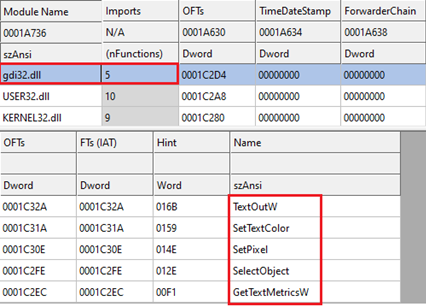 Module Name Imports OFTs TimeDateStamp ForwarderChain
0001A736 N/A 0001A630 0001A634 0001A638
szAnsi (nFunctions) Dword Dword Dword
gdi32.dll 5 0001C2D4 00000000 00000000
USER32.dll 10 0001C2A8 00000000 00000000
KERNEL32.dll 9 0001C280 00000000 00000000
OFTs FTs (IAT) Hint Name
Dword Dword Word szAnsi
0001C32A 0001C32A 016B TextOutW
0001C31A 0001C31A 0159 SetTextColor
0001C30E 0001C30E 014E SetPixel
0001C2FE 0001C2FE 012E SelectObject
0001C2EC 0001C2EC 00F1 GetTextMetricsW